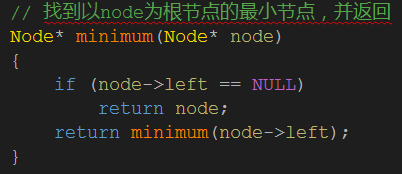 // 找到以node为根节点的最小节点，并返回
Node* minimum(Node* node)
{
    if (node->left == NULL)
        return node;
    return minimum(node->left);
}